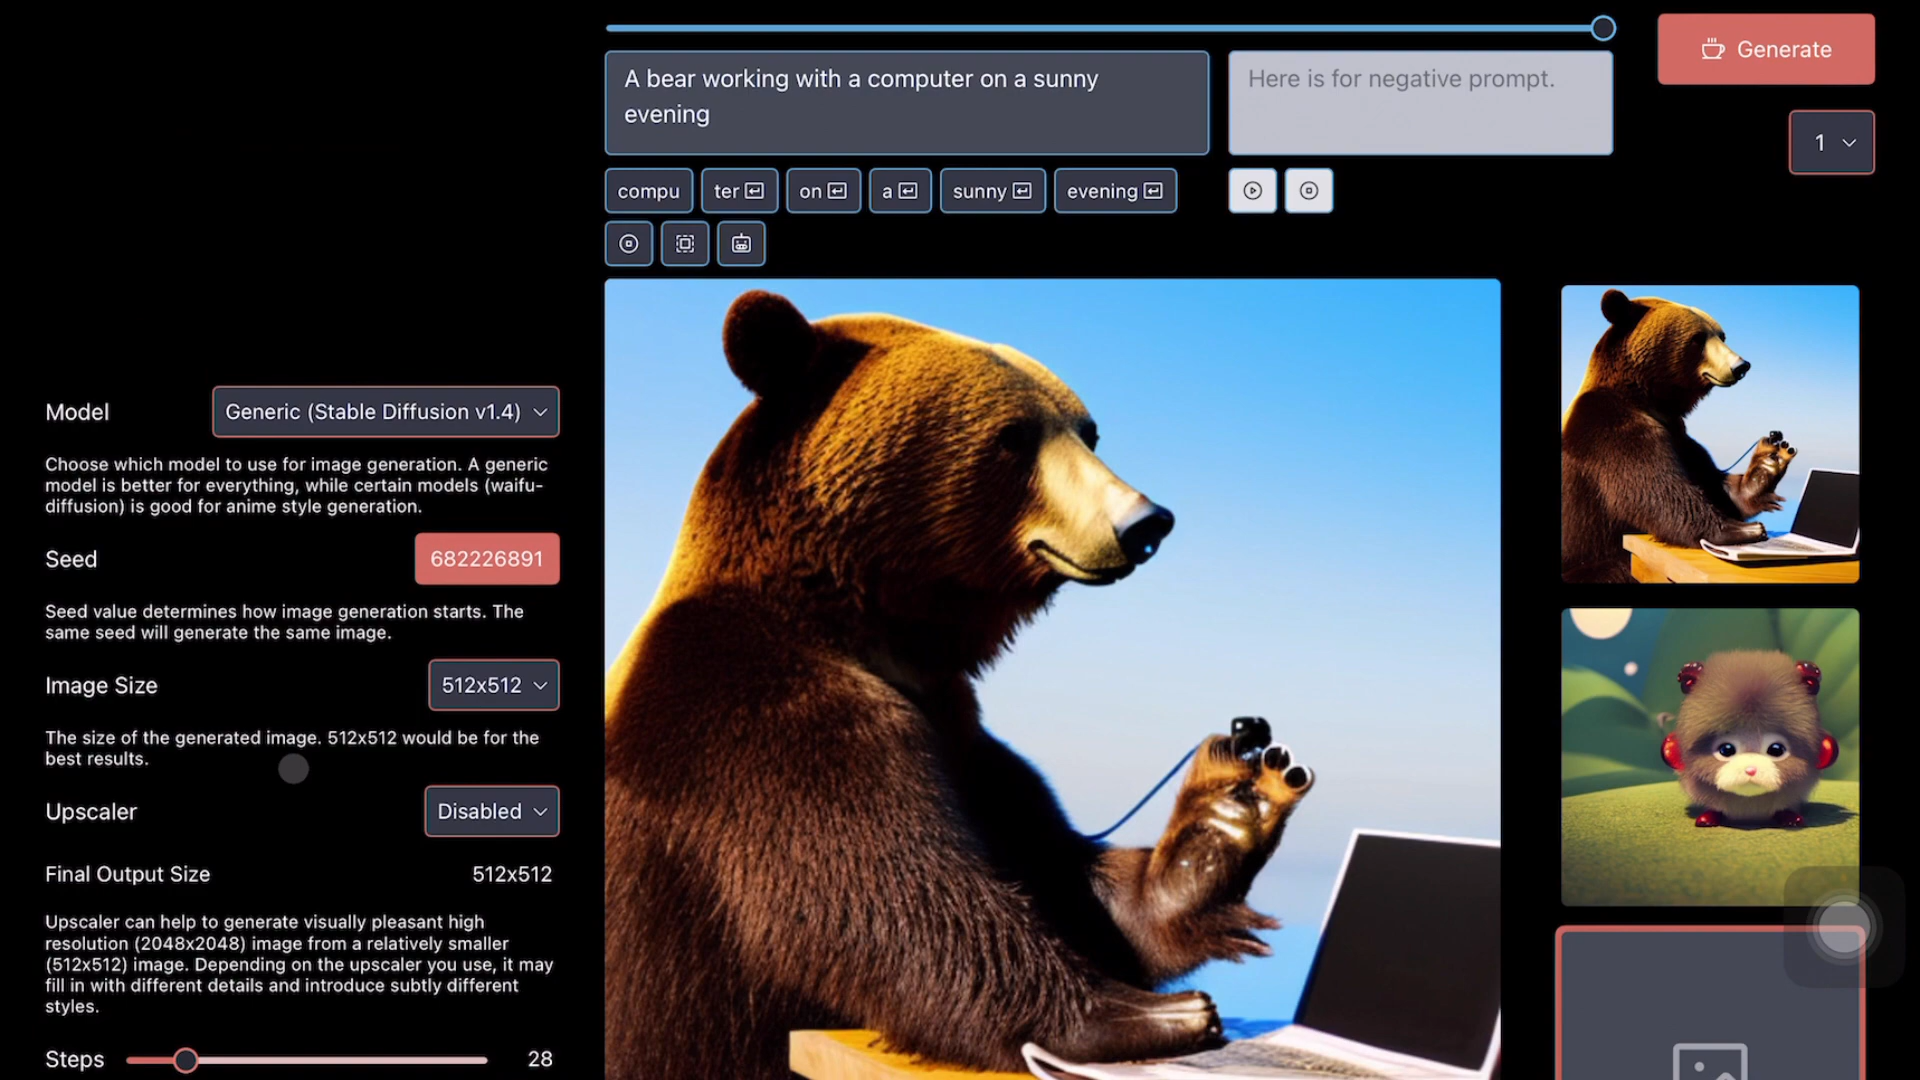 A bear working with a computer on a sunny
evening
Here is for negative prompt.
Generate
1
compu
ter
on
a
sunny
evening
Model
Generic (Stable Diffusion v1.4)
Choose which model to use for image generation. A generic
model is better for everything, while certain models (waifu-
diffusion) is good for anime style generation.
Seed
682226891
Seed value determines how image generation starts. The
same seed will generate the same image.
Image Size
512x512
The size of the generated image. 512x512 would be for the
best results.
Upscaler
Disabled
Final Output Size
512x512
Upscaler can help to generate visually pleasant high
resolution (2048x2048) image from a relatively smaller
(512x512) image. Depending on the upscaler you use, it may
fill in with different details and introduce subtly different
styles.
Steps
28